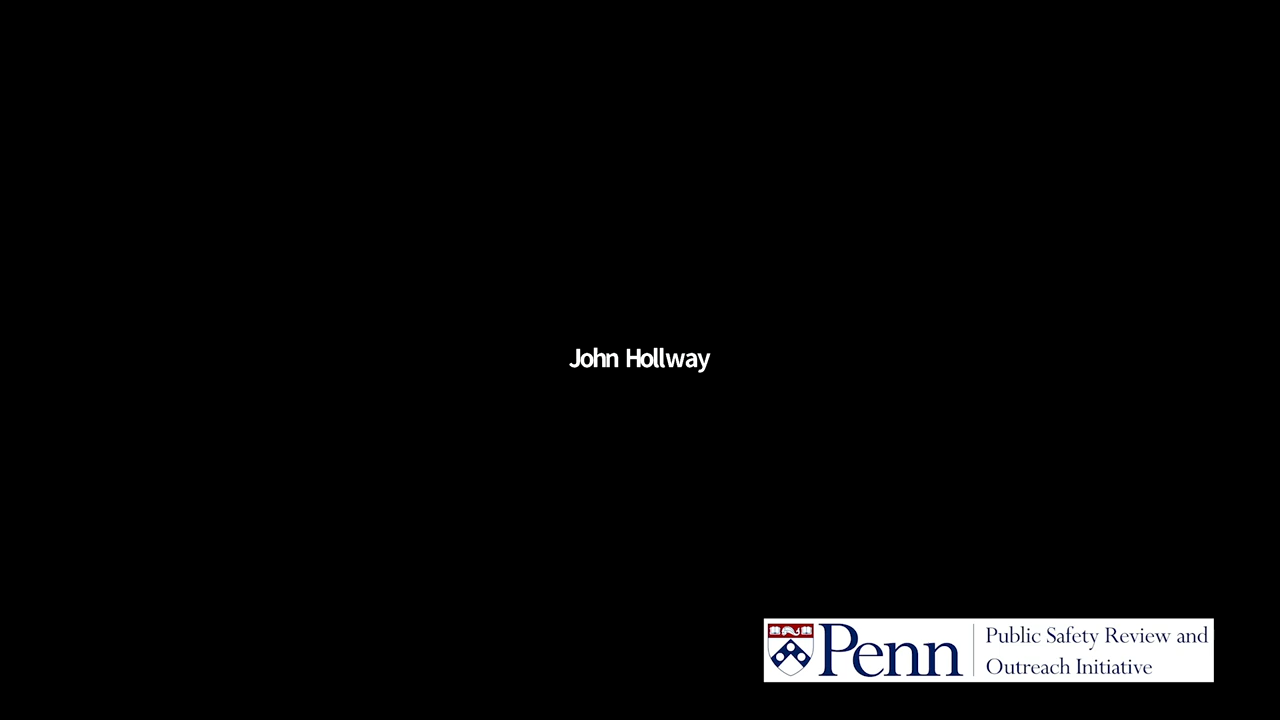 John Hollway
Penn
Public Safety Review and
Outreach Initiative